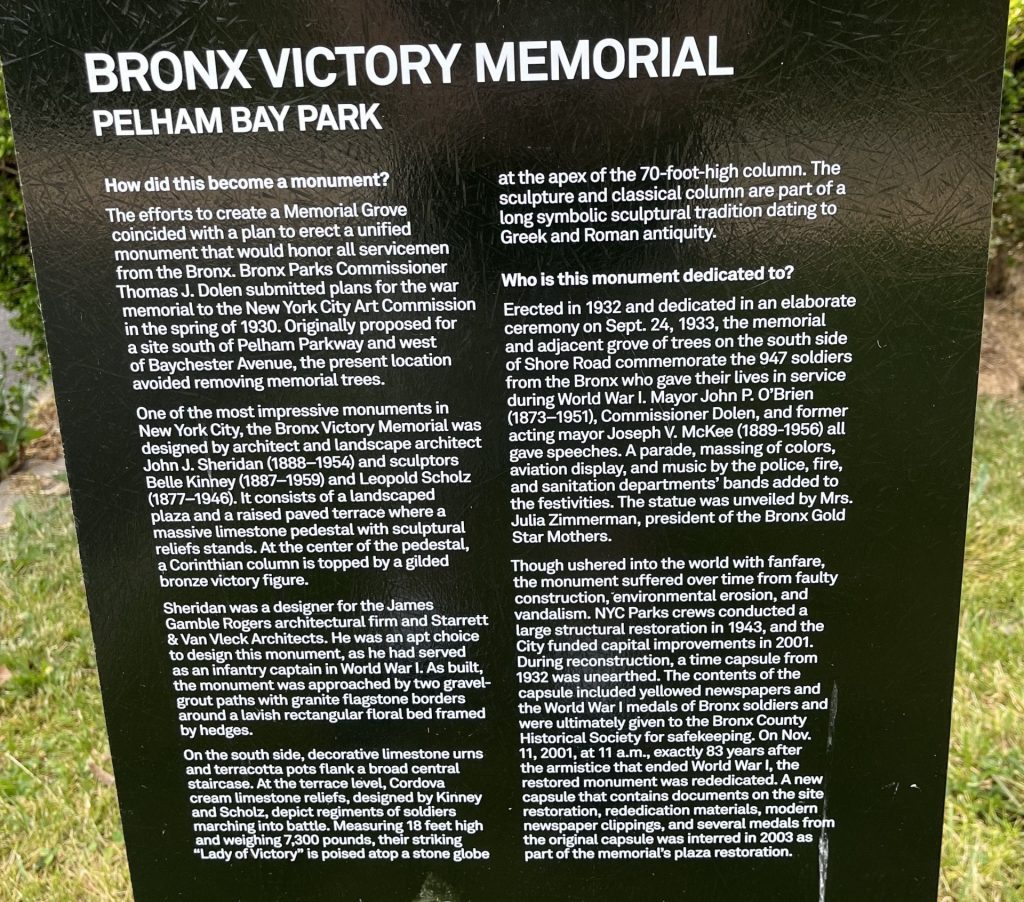 BRONX VICTORY MEMORIAL
PELHAM BAY PARK
How did this become a monument?
The efforts to create a Memorial Grove
coincided with a plan to erect a unified
monument that would honor all servicemen
from the Bronx. Bronx Parks Commissioner
Thomas J. Dolen submitted plans for the war
memorial to the New York City Art Commission
in the spring of 1930. Originally proposed for
a site south of Pelham Parkway and west
of Baychester Avenue, the present location
avoided removing memorial trees.
One of the most impressive monuments in
New York City, the Bronx Victory Memorial was
designed by architect and landscape architect
John J. Sheridan (1888–1954) and sculptors
Belle Kinney (1887–1959) and Leopold Scholz
(1877–1946). It consists of a landscaped
plaza and a raised paved terrace where a
massive limestone pedestal with sculptural
reliefs stands. At the center of the pedestal,
a Corinthian column is topped by a gilded
bronze victory figure.
Sheridan was a designer for the James
Gamble Rogers architectural firm and Starrett
& Van Vleck Architects. He was an apt choice
to design this monument, as he had served
as an infantry captain in World War I. As built,
the monument was approached by two gravel-
grout paths with granite flagstone borders
around a lavish rectangular floral bed framed
by hedges.
On the south side, decorative limestone urns
and terracotta pots flank a broad central
staircase. At the terrace level, Cordova
cream limestone reliefs, designed by Kinney
and Scholz, depict regiments of soldiers
marching into battle. Measuring 18 feet high
and weighing 7,300 pounds, their striking
“Lady of Victory” is poised atop a stone globe
at the apex of the 70-foot-high column. The
sculpture and classical column are part of a
long symbolic sculptural tradition dating to
Greek and Roman antiquity.
Who is this monument dedicated to?
Erected in 1932 and dedicated in an elaborate
ceremony on Sept. 24, 1933, the memorial
and adjacent grove of trees on the south side
of Shore Road commemorate the 947 soldiers
from the Bronx who gave their lives in service
during World War I. Mayor John P. O’Brien
(1873–1951), Commissioner Dolen, and former
acting mayor Joseph V. McKee (1889-1956) all
gave speeches. A parade, massing of colors,
aviation display, and music by the police, fire,
and sanitation departments’ bands added to
the festivities. The statue was unveiled by Mrs.
Julia Zimmerman, president of the Bronx Gold
Star Mothers.
Though ushered into the world with fanfare,
the monument suffered over time from faulty
construction, environmental erosion, and
vandalism. NYC Parks crews conducted a
large structural restoration in 1943, and the
City funded capital improvements in 2001.
During reconstruction, a time capsule from
1932 was unearthed. The contents of the
capsule included yellowed newspapers and
the World War I medals of Bronx soldiers and
were ultimately given to the Bronx County
Historical Society for safekeeping. On Nov.
11, 2001, at 11 a.m., exactly 83 years after
the armistice that ended World War I, the
restored monument was rededicated. A new
capsule that contains documents on the site
restoration, rededication materials, modern
newspaper clippings, and several medals from
the original capsule was interred in 2003 as
part of the memorial’s plaza restoration.